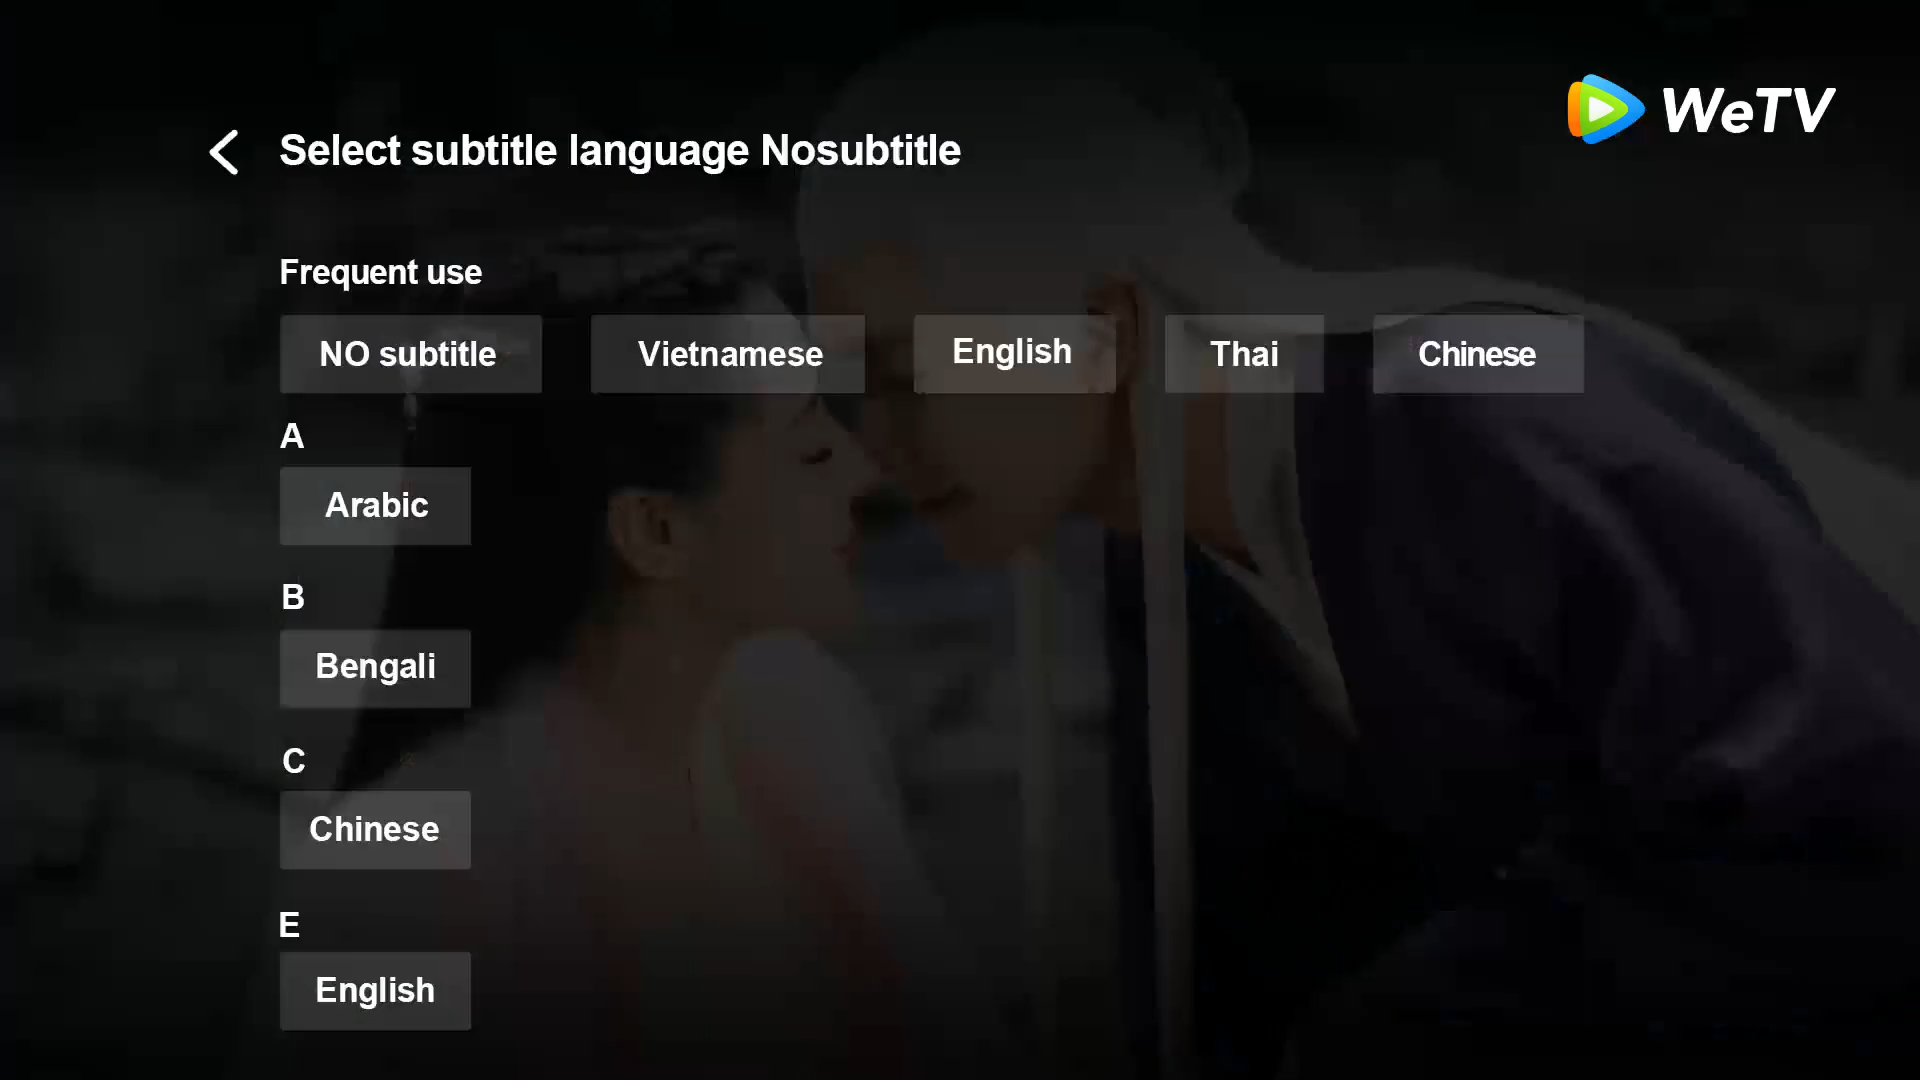 WeTV
Select subtitle language Nosubtitle
Frequent use
NO subtitle Vietnamese English Thai Chinese
A
Arabic
B
Bengali
C
Chinese
E
English